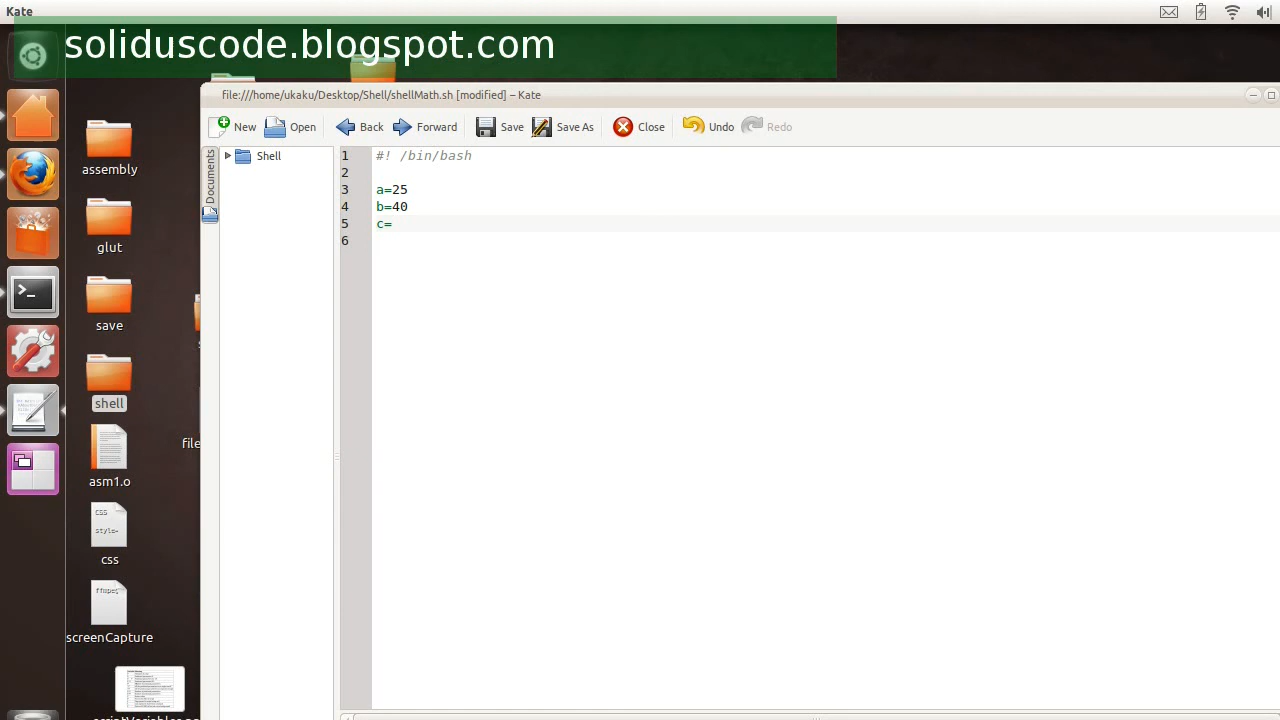 Kate
soliduscode.blogspot.com
file:///home/ukaku/Desktop/Shell/shellMath.sh [modified] – Kate
New Open Back Forward Save Save As Close Undo Redo
Documents
Shell
1 #! /bin/bash
2
3 a=25
4 b=40
5 c=
6
assembly
glut
save
shell
file
asm1.o
css
style-
css
screenCapture